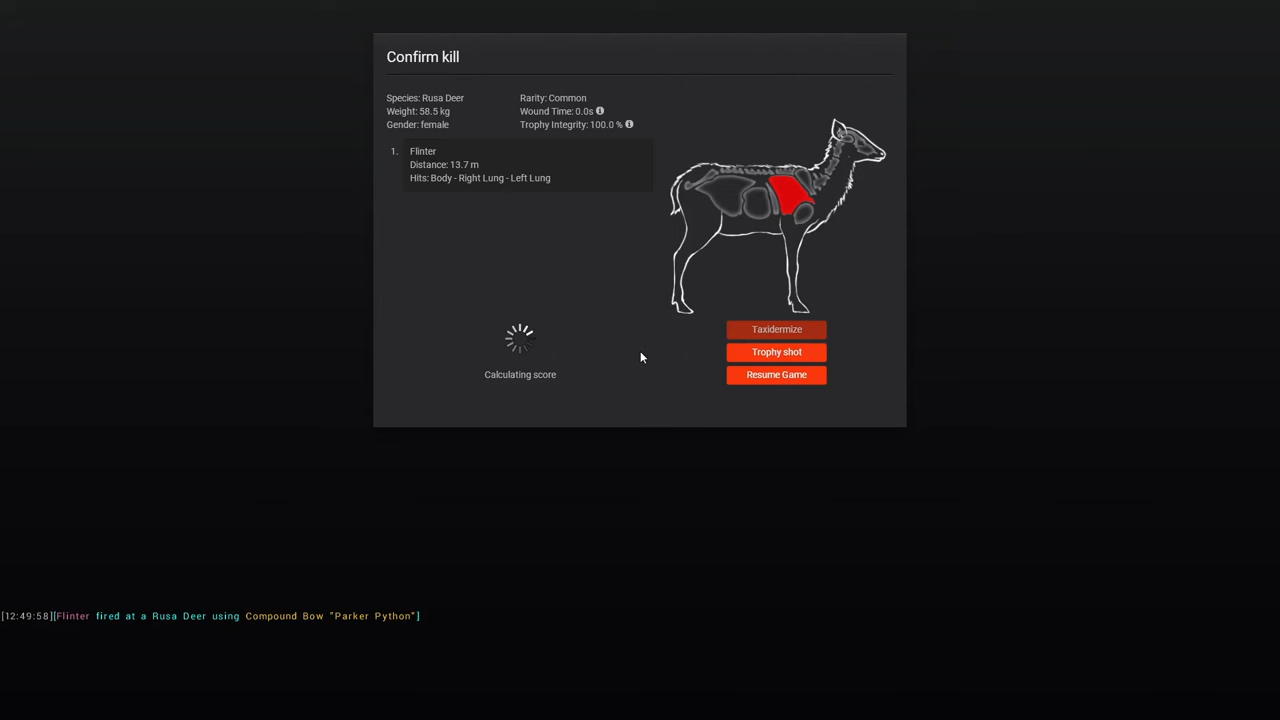 Confirm kill
Species: Rusa Deer
Weight: 58.5 kg
Gender: female
Rarity: Common
Wound Time: 0.0s
Trophy Integrity: 100.0 %
1. Flinter
Distance: 13.7 m
Hits: Body - Right Lung - Left Lung
Calculating score
Taxidermize
Trophy shot
Resume Game
[12:49:58][Flinter fired at a Rusa Deer using Compound Bow "Parker Python"]